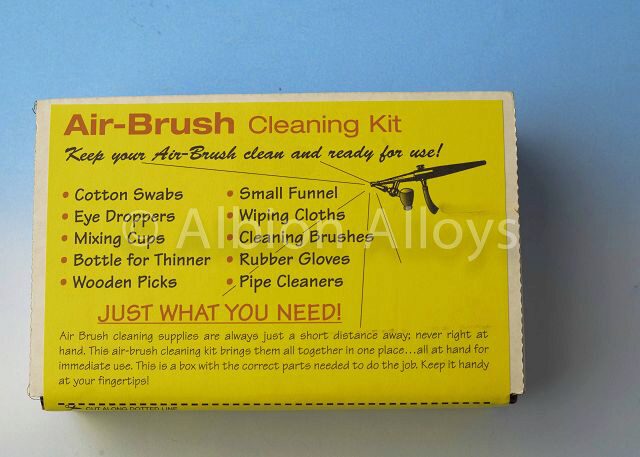 Air-Brush Cleaning Kit
Keep your Air-Brush clean and ready for use!
• Cotton Swabs
• Eye Droppers
• Mixing Cups
• Bottle for Thinner
• Wooden Picks
• Small Funnel
• Wiping Cloths
• Cleaning Brushes
• Rubber Gloves
• Pipe Cleaners
© Albion Alloys
JUST WHAT YOU NEED!
Air Brush cleaning supplies are always just a short distance away; never right at
hand. This air-brush cleaning kit brings them all together in one place...all at hand for
immediate use. This is a box with the correct parts needed to do the job. Keep it handy
at your fingertips!
CUT ALONG DOTTED LINE